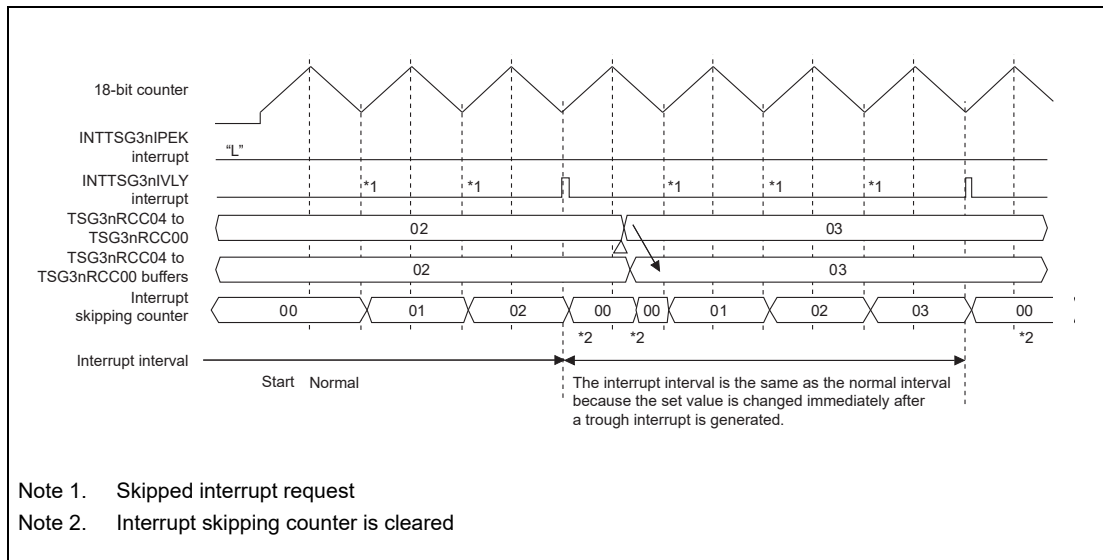 18-bit counter
INTTSG3nIPEK
interrupt
"L"
INTTSG3nIVLY
interrupt
*1 *1 *1 *1 *1
TSG3nRCC04 to
TSG3nRCC00
02 03
TSG3nRCC04 to
TSG3nRCC00 buffers
02 03
Interrupt
skipping counter
00 01 02 00 00 01 02 03 00
*2 *2 *2
Interrupt interval
Start Normal
The interrupt interval is the same as the normal interval
because the set value is changed immediately after
a trough interrupt is generated.
Note 1. Skipped interrupt request
Note 2. Interrupt skipping counter is cleared